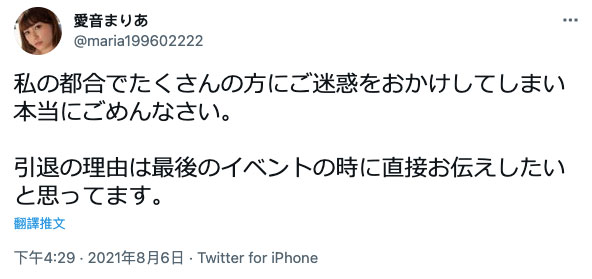 愛音まりあ
@maria199602222
私の都合でたくさんの方にご迷惑をおかけしてしまい
本当にごめんなさい。
引退の理由は最後のイベントの時に直接お伝えしたい
と思ってます。
翻譯推文
下午4:29 · 2021年8月6日 · Twitter for iPhone